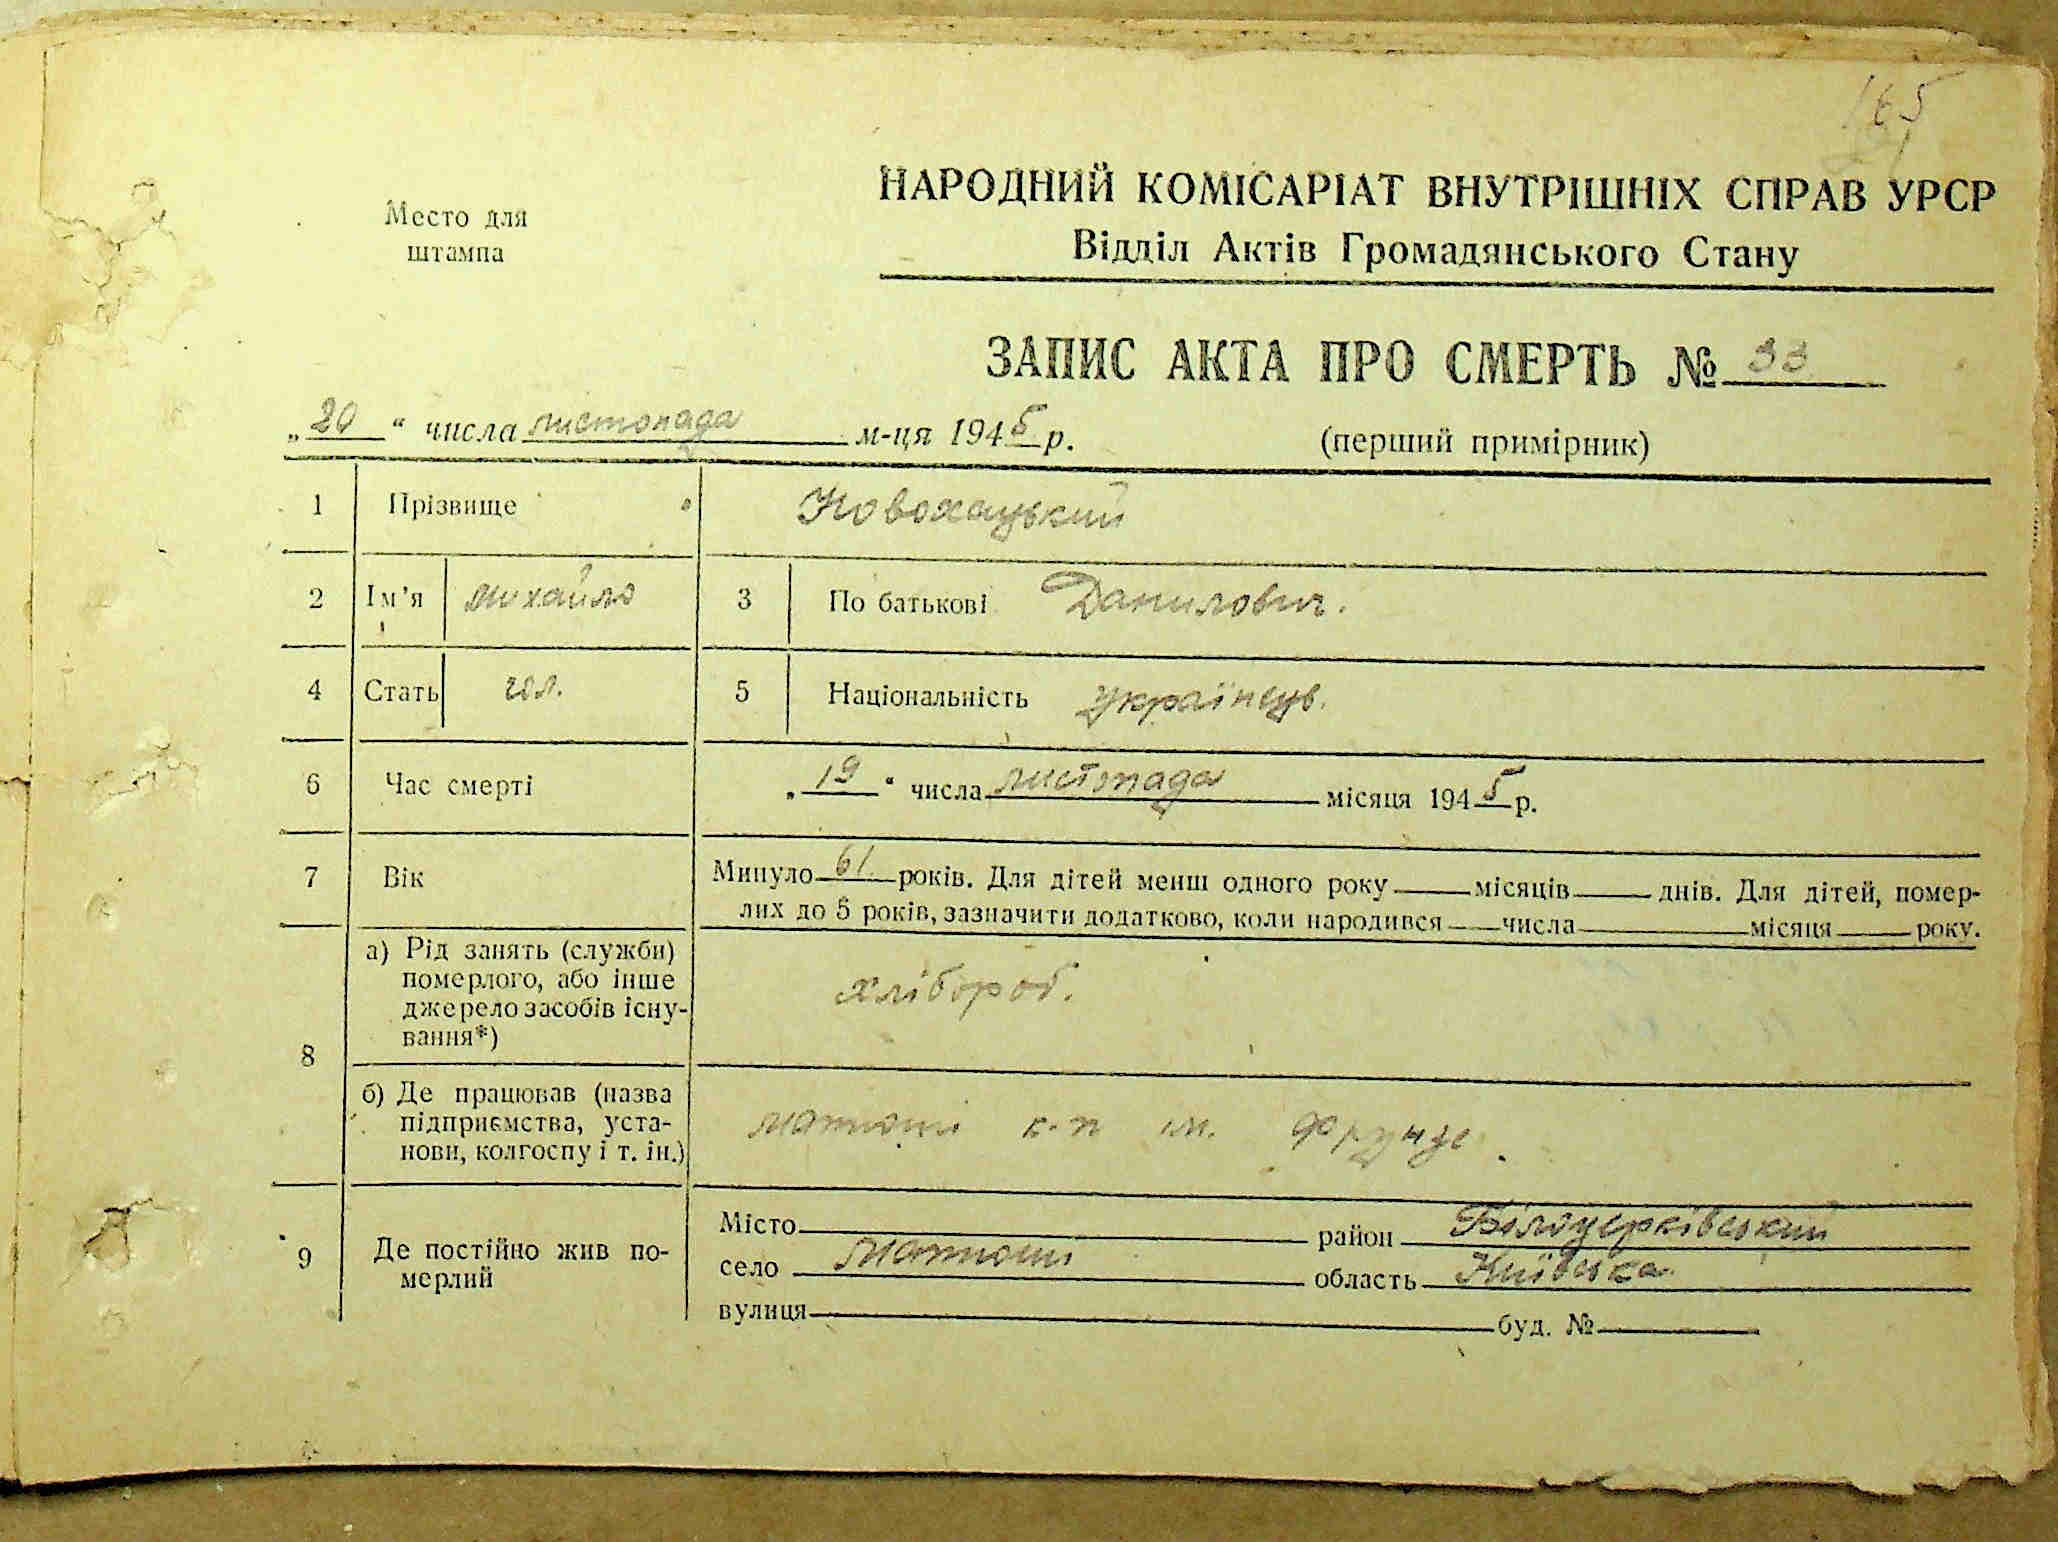 165
Место для
штампа
НАРОДНИЙ КОМІСАРІАТ ВНУТРІШНІХ СПРАВ УРСР
Відділ Актів Громадянського Стану
ЗАПИС АКТА ПРО СМЕРТЬ № 33
„20“ числа листопада м-ця 1945 р.
(перший примірник)
1 Прізвище Новохацький
2 Ім'я Михайло 3 По батькові Данилович.
4 Стать чол. 5 Національність українець.
6 Час смерті „19“ числа листопада місяця 1945 р.
7 Вік Минуло 61 років. Для дітей менш одного року місяців днів. Для дітей, помер-
лих до 5 років, зазначити додатково, коли народився числа місяця року.
8 а) Рід занять (служби)
померлого, або інше
джерело засобів існу-
вання*)
хлібороб.
б) Де працював (назва
підприємства, уста-
нови, колгоспу і т. ін.)
Матюші к-п ім. Фрунзе.
9 Де постійно жив по-
мерлий
Місто район Білоцерківський
село Матюші область Київська
вулиця буд. №